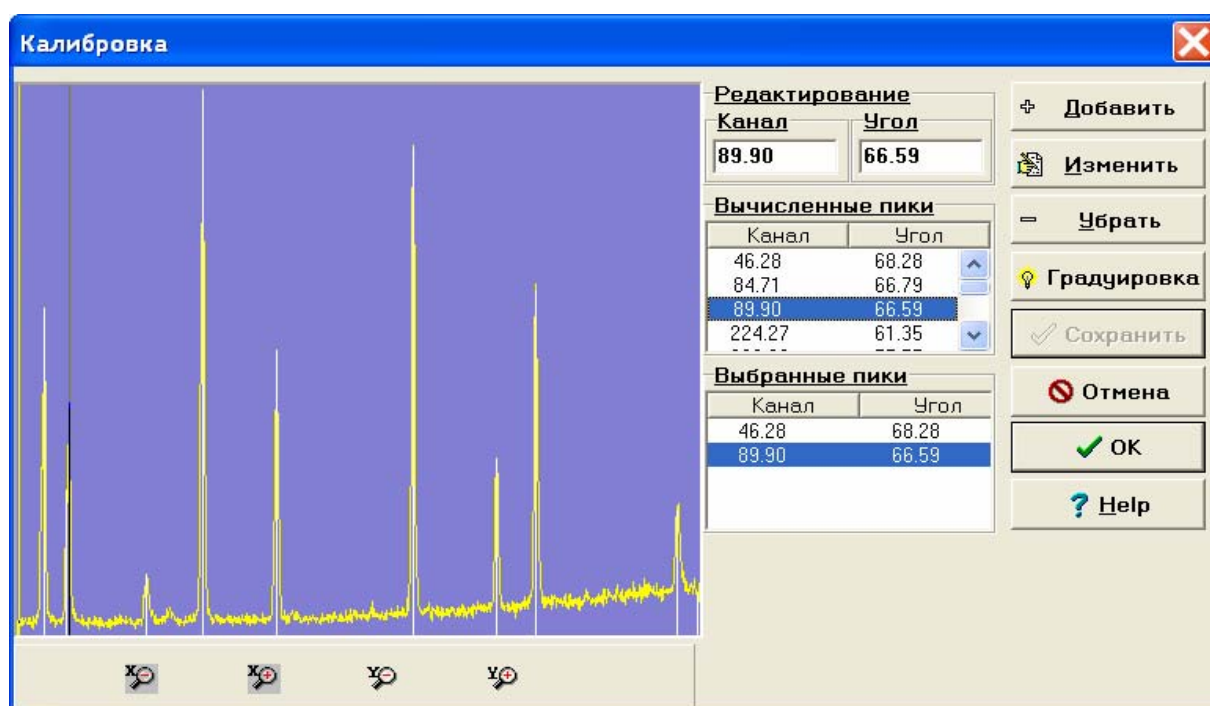 Калибровка
Редактирование
Канал Угол
89.90 66.59
Вычисленные пики
Канал Угол
46.28 68.28
84.71 66.79
89.90 66.59
224.27 61.35
Выбранные пики
Канал Угол
46.28 68.28
89.90 66.59
Добавить
Изменить
Убрать
Градуировка
Сохранить
Отмена
OK
? Help
X X Y Y